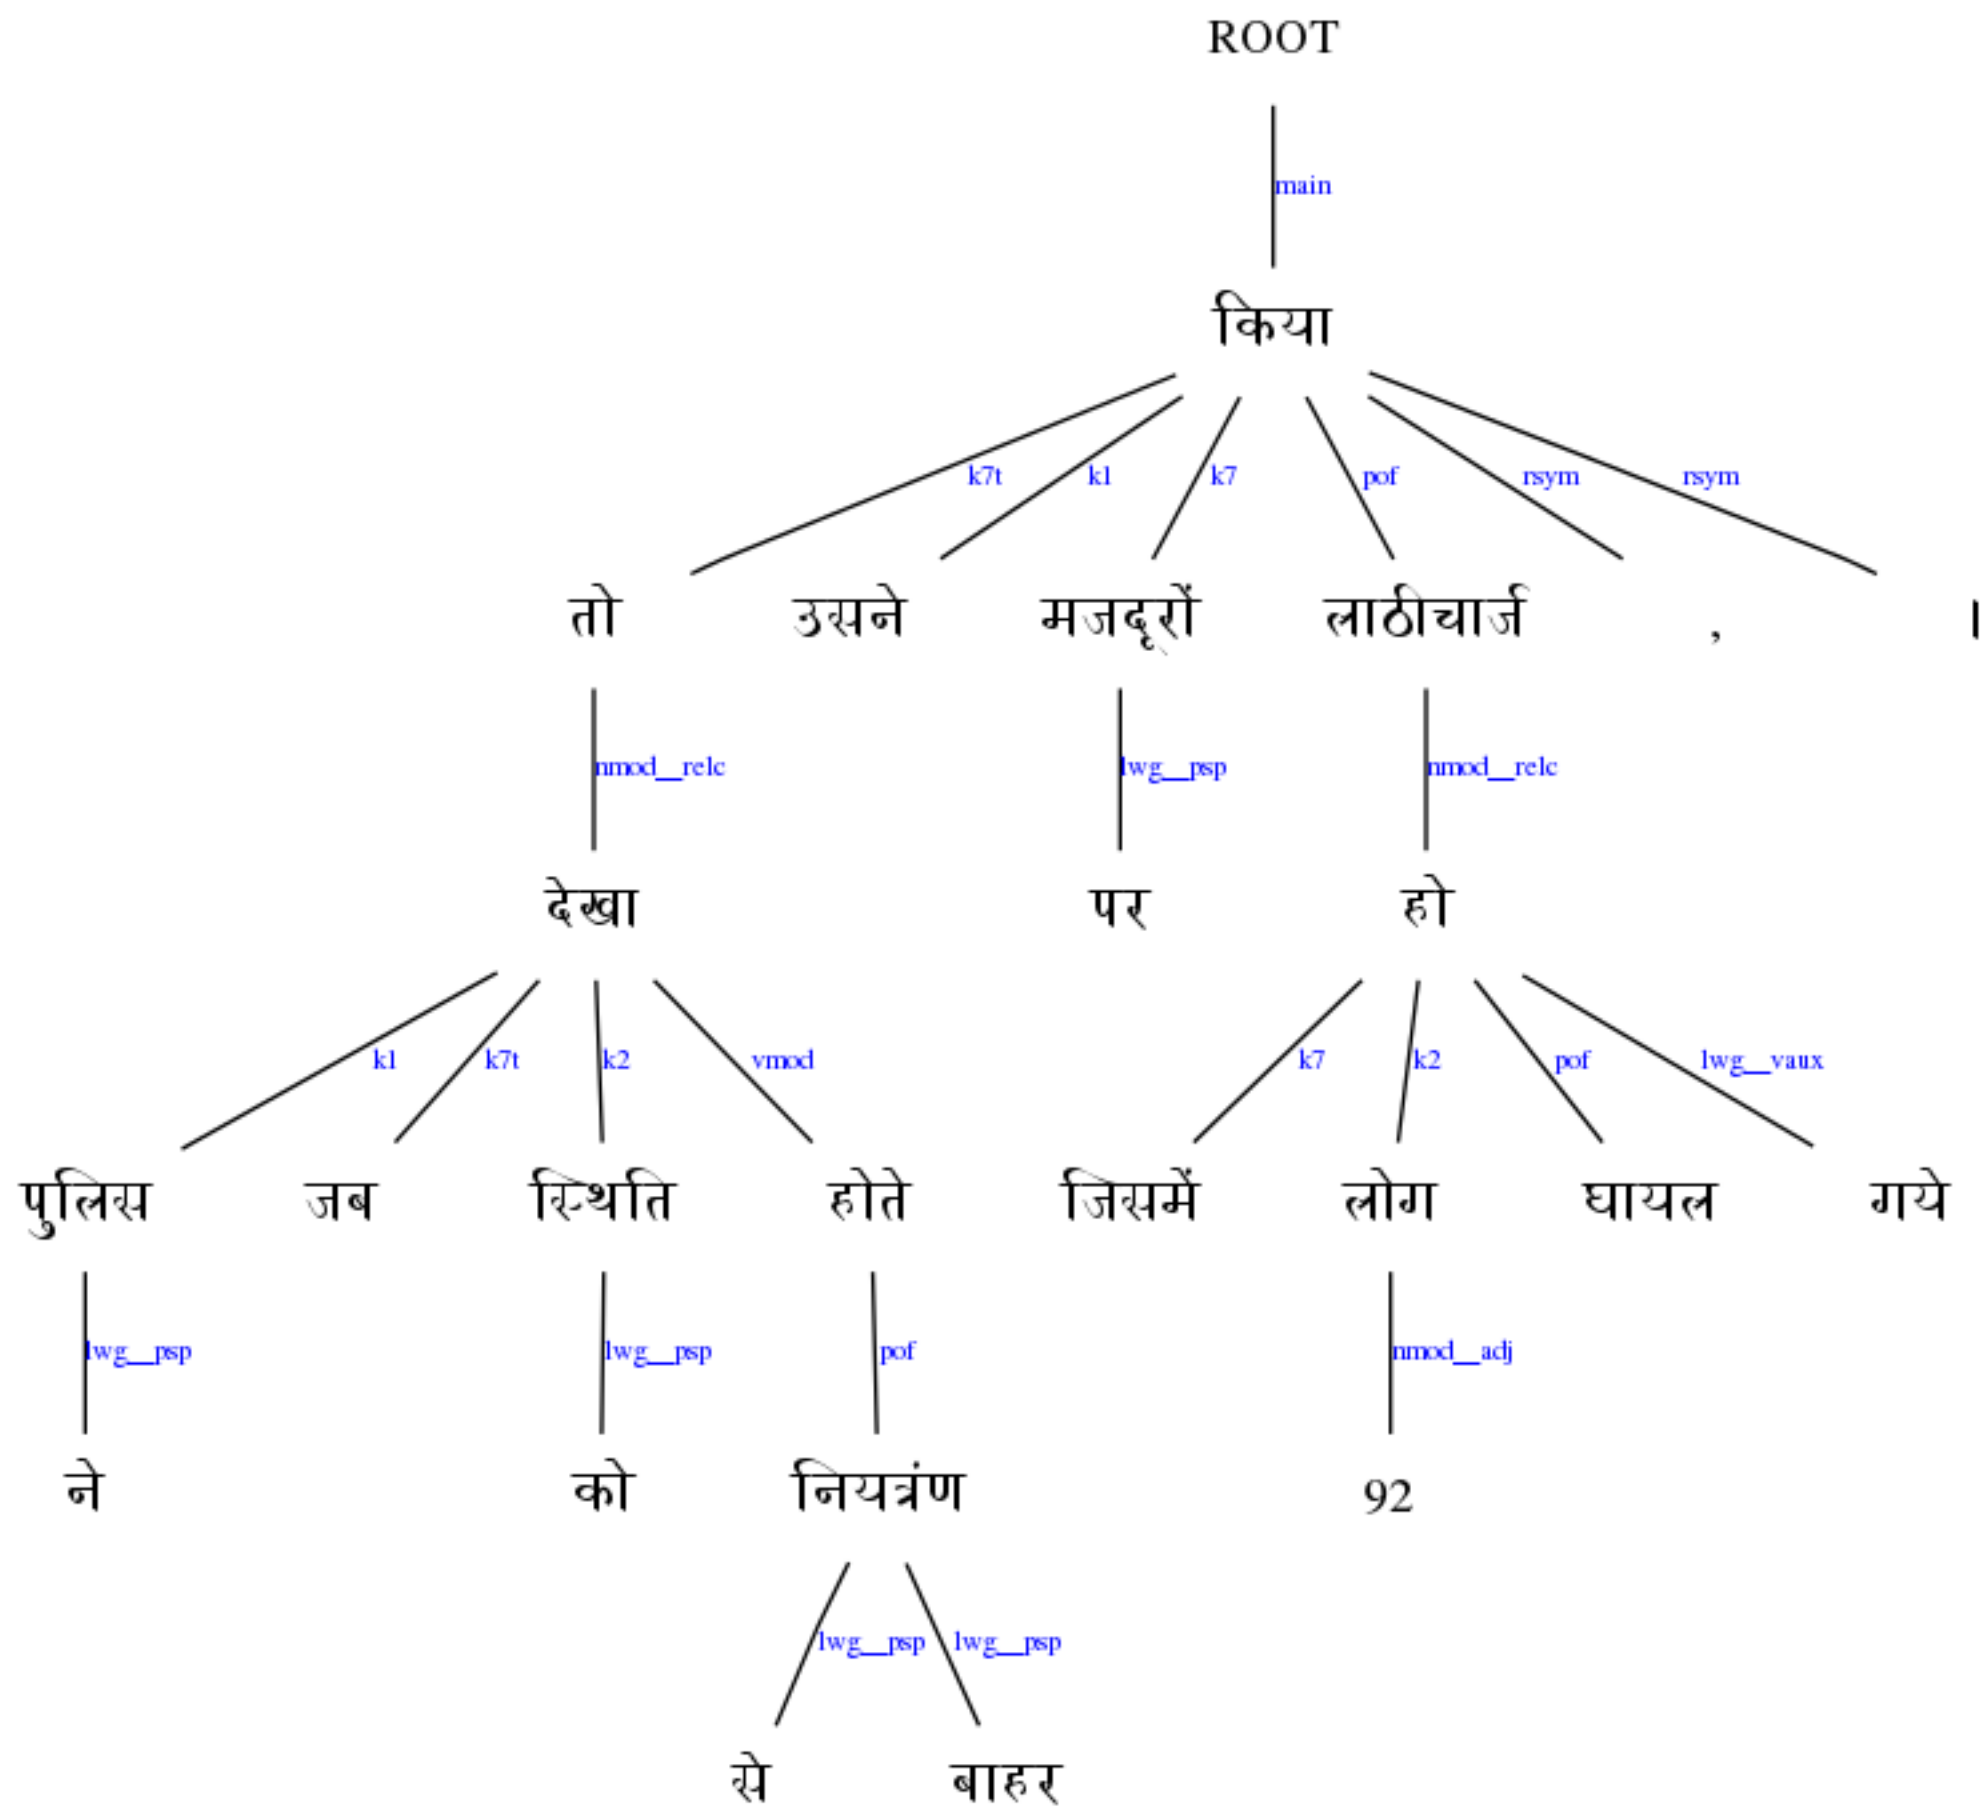 ROOT
main
किया
k7t k1 k7 pof rsym rsym
तो उसने मजदूरों लाठीचार्ज , ।
nmod__relc lwg__psp nmod__relc
देखा पर हो
k1 k7t k2 vmod k7 k2 pof lwg__vaux
पुलिस जब स्थिति होते जिसमें लोग घायल गये
lwg__psp lwg__psp pof nmod__adj
ने को नियत्रंण 92
lwg__psp lwg__psp
से बाहर